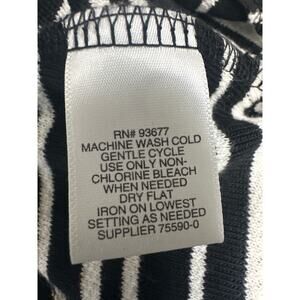 RN# 93677
MACHINE WASH COLD
GENTLE CYCLE
USE ONLY NON-
CHLORINE BLEACH
WHEN NEEDED
DRY FLAT
IRON ON LOWEST
SETTING AS NEEDED
SUPPLIER 75590-0